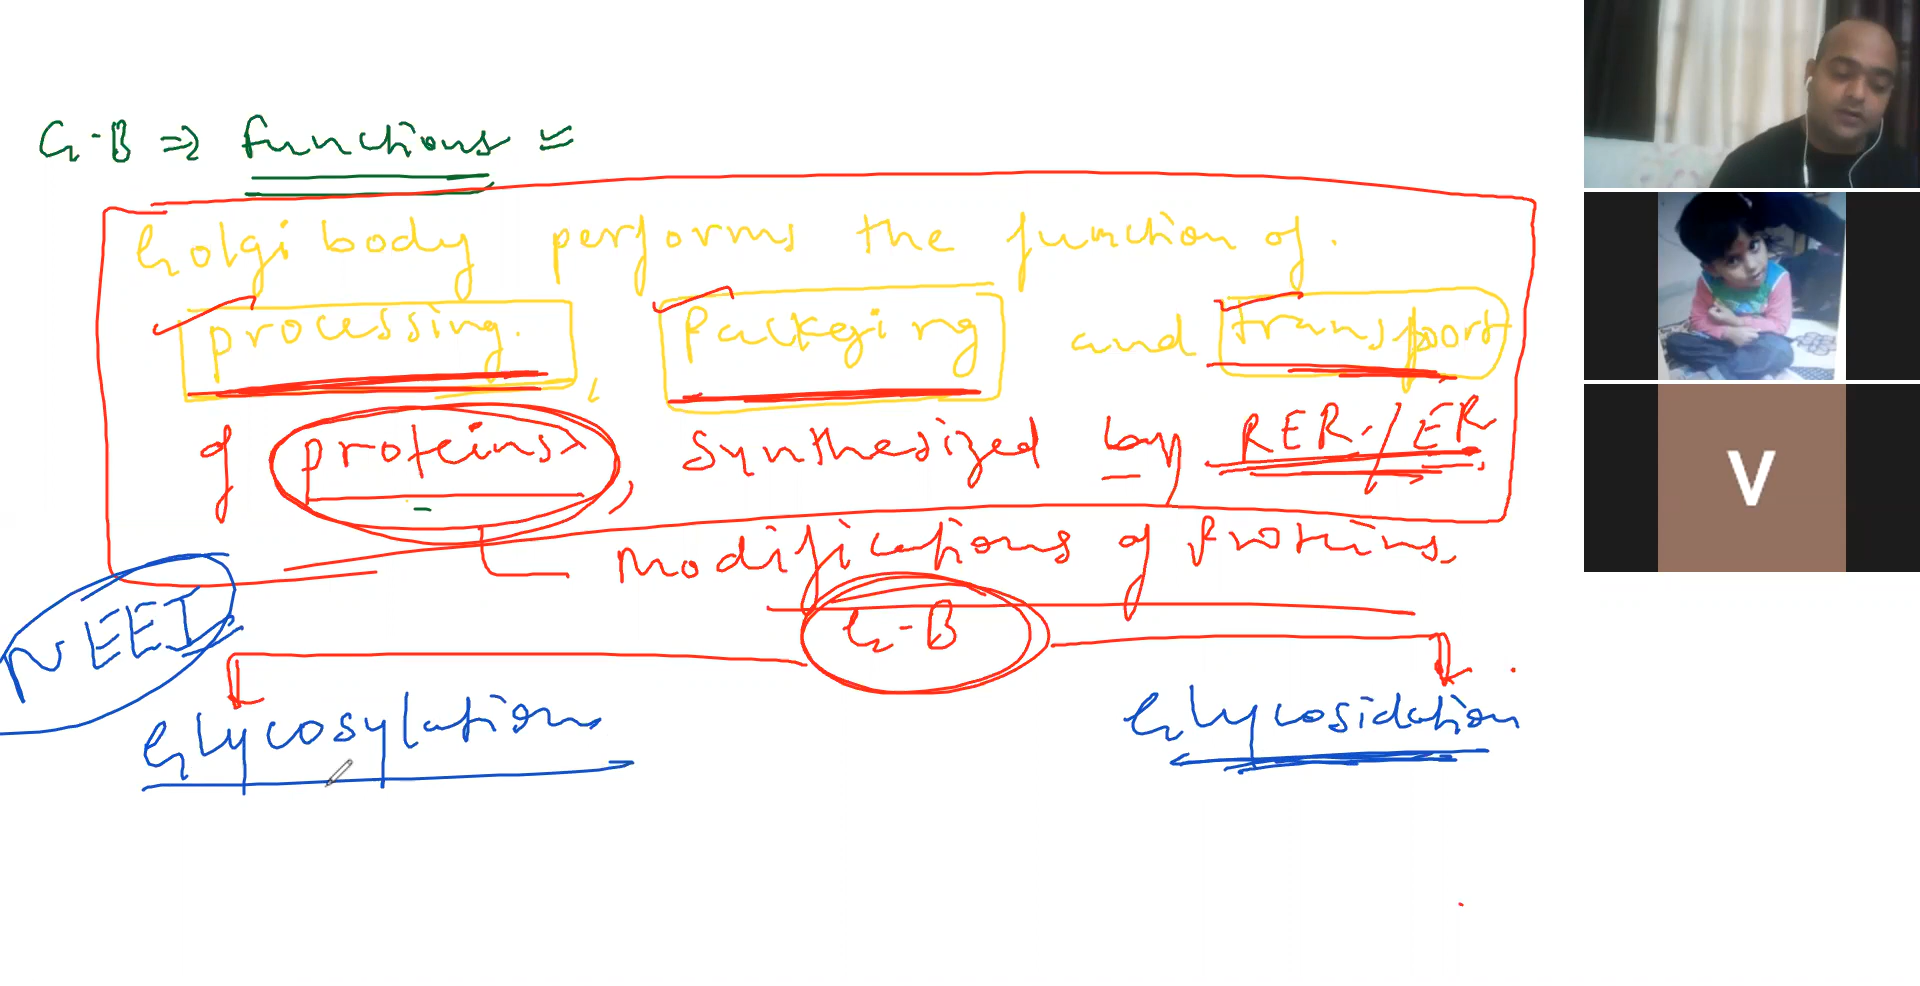 G-B ⇒ functions
Golgi body performs the function of.
processing, Packeging and transport
of proteins, synthesized by RER/ER.
Modifications of Proteins.
G-B
NEET
Glycosylation
Glycosidation
V